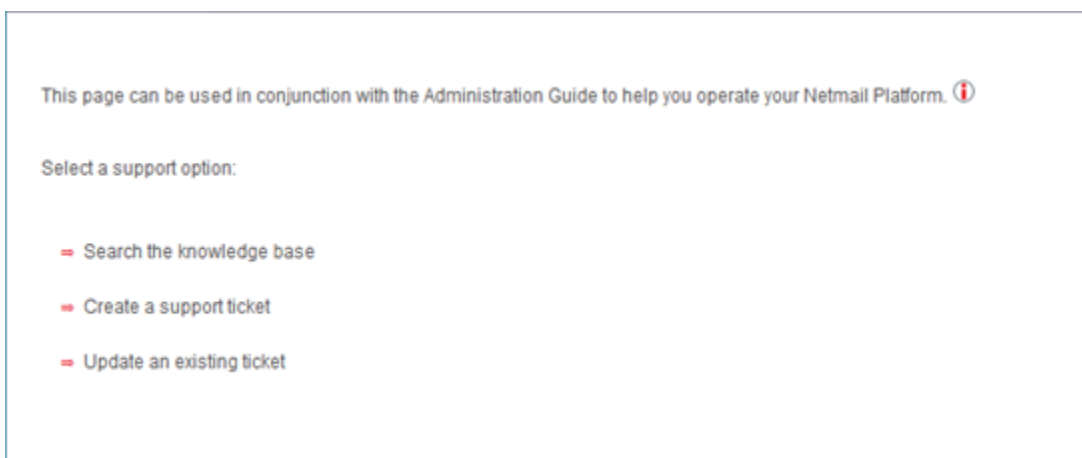 This page can be used in conjunction with the Administration Guide to help you operate your Netmail Platform.
Select a support option:
Search the knowledge base
Create a support ticket
Update an existing ticket